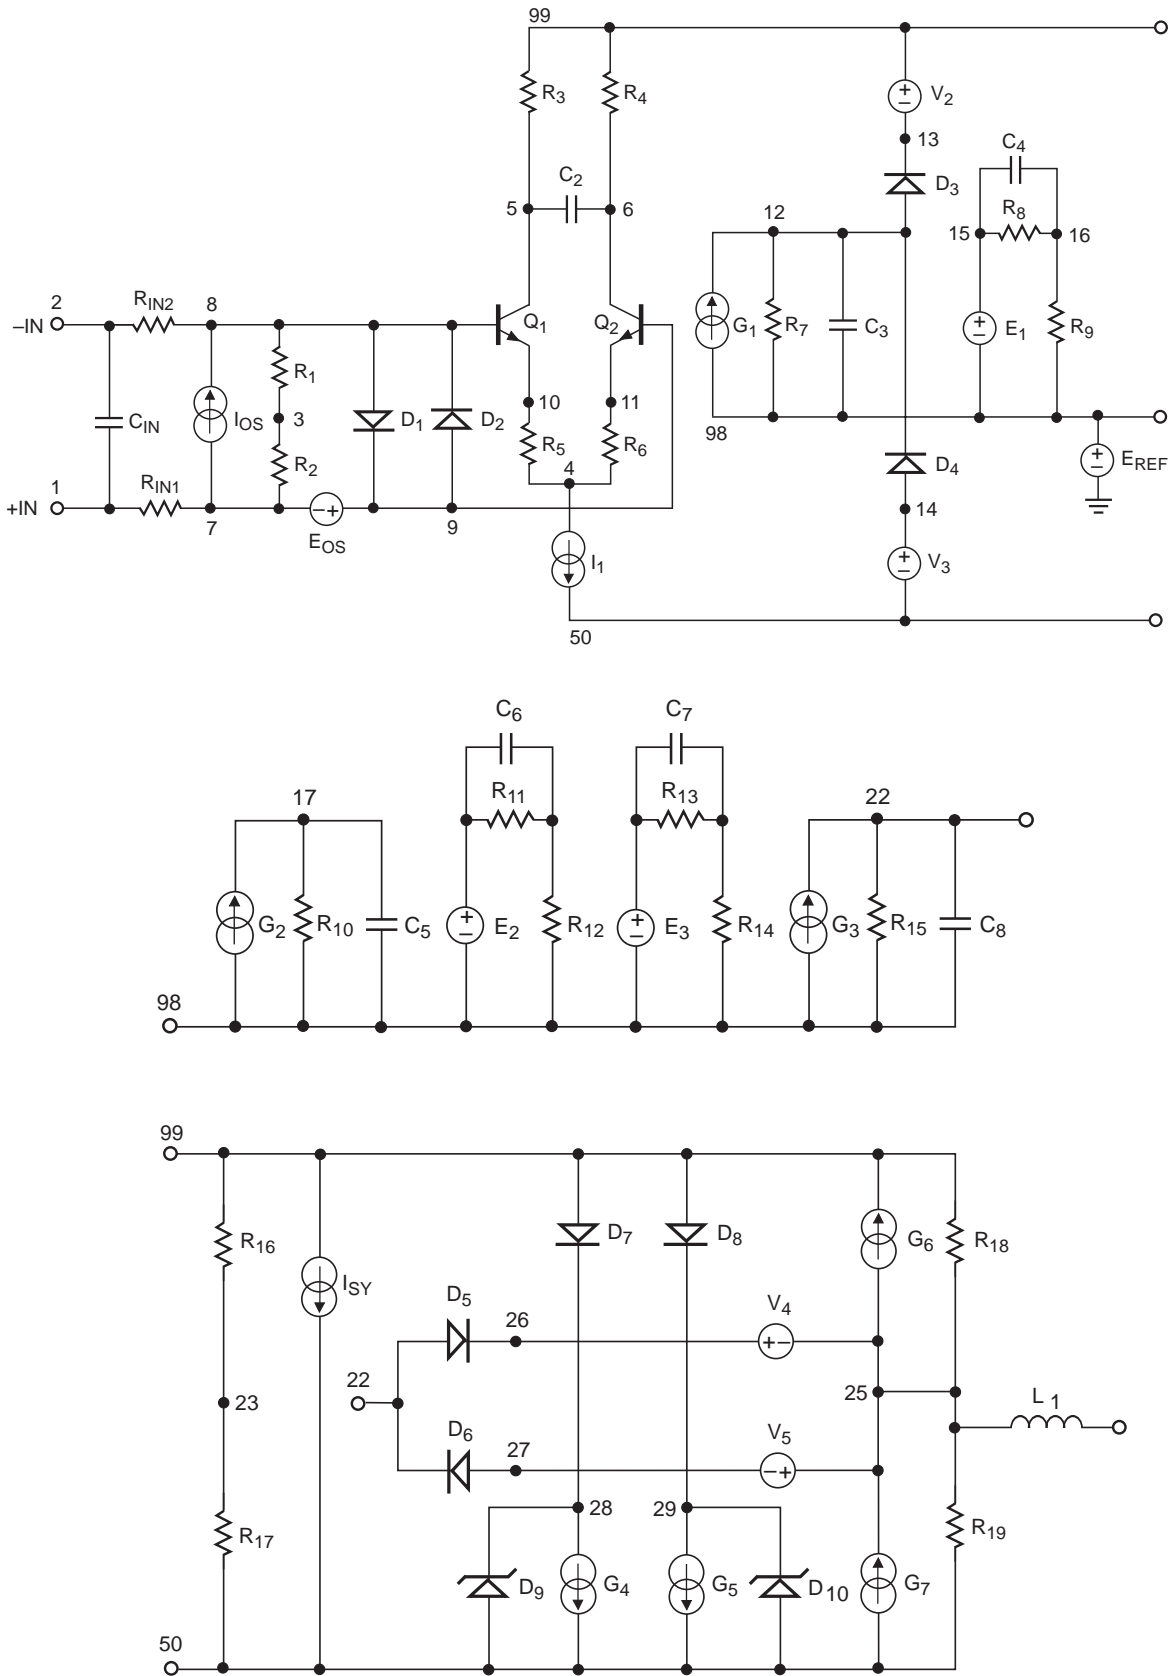 99
R3 R4 V2
13
C4
C2 D3
5 6 12 R8
15 16
2 RIN2 8
–IN Q1 Q2 G1 R7 C3 E1 R9
R1
CIN IOS 3 D1 D2 10 11
R5 R6 98
R2 4 D4 EREF
1 RIN1
+IN 7 EOS 9 14
I1 V3
50
C6 C7
R11 R13
17 22
G2 R10 C5 E2 R12 E3 R14 G3 R15 C8
98
99
D7 D8
R16 G6 R18
ISY
D5 26 V4
22 25
23 L1
D6 27 V5
28 29
R17 R19
D9 G4 G5 D10 G7
50